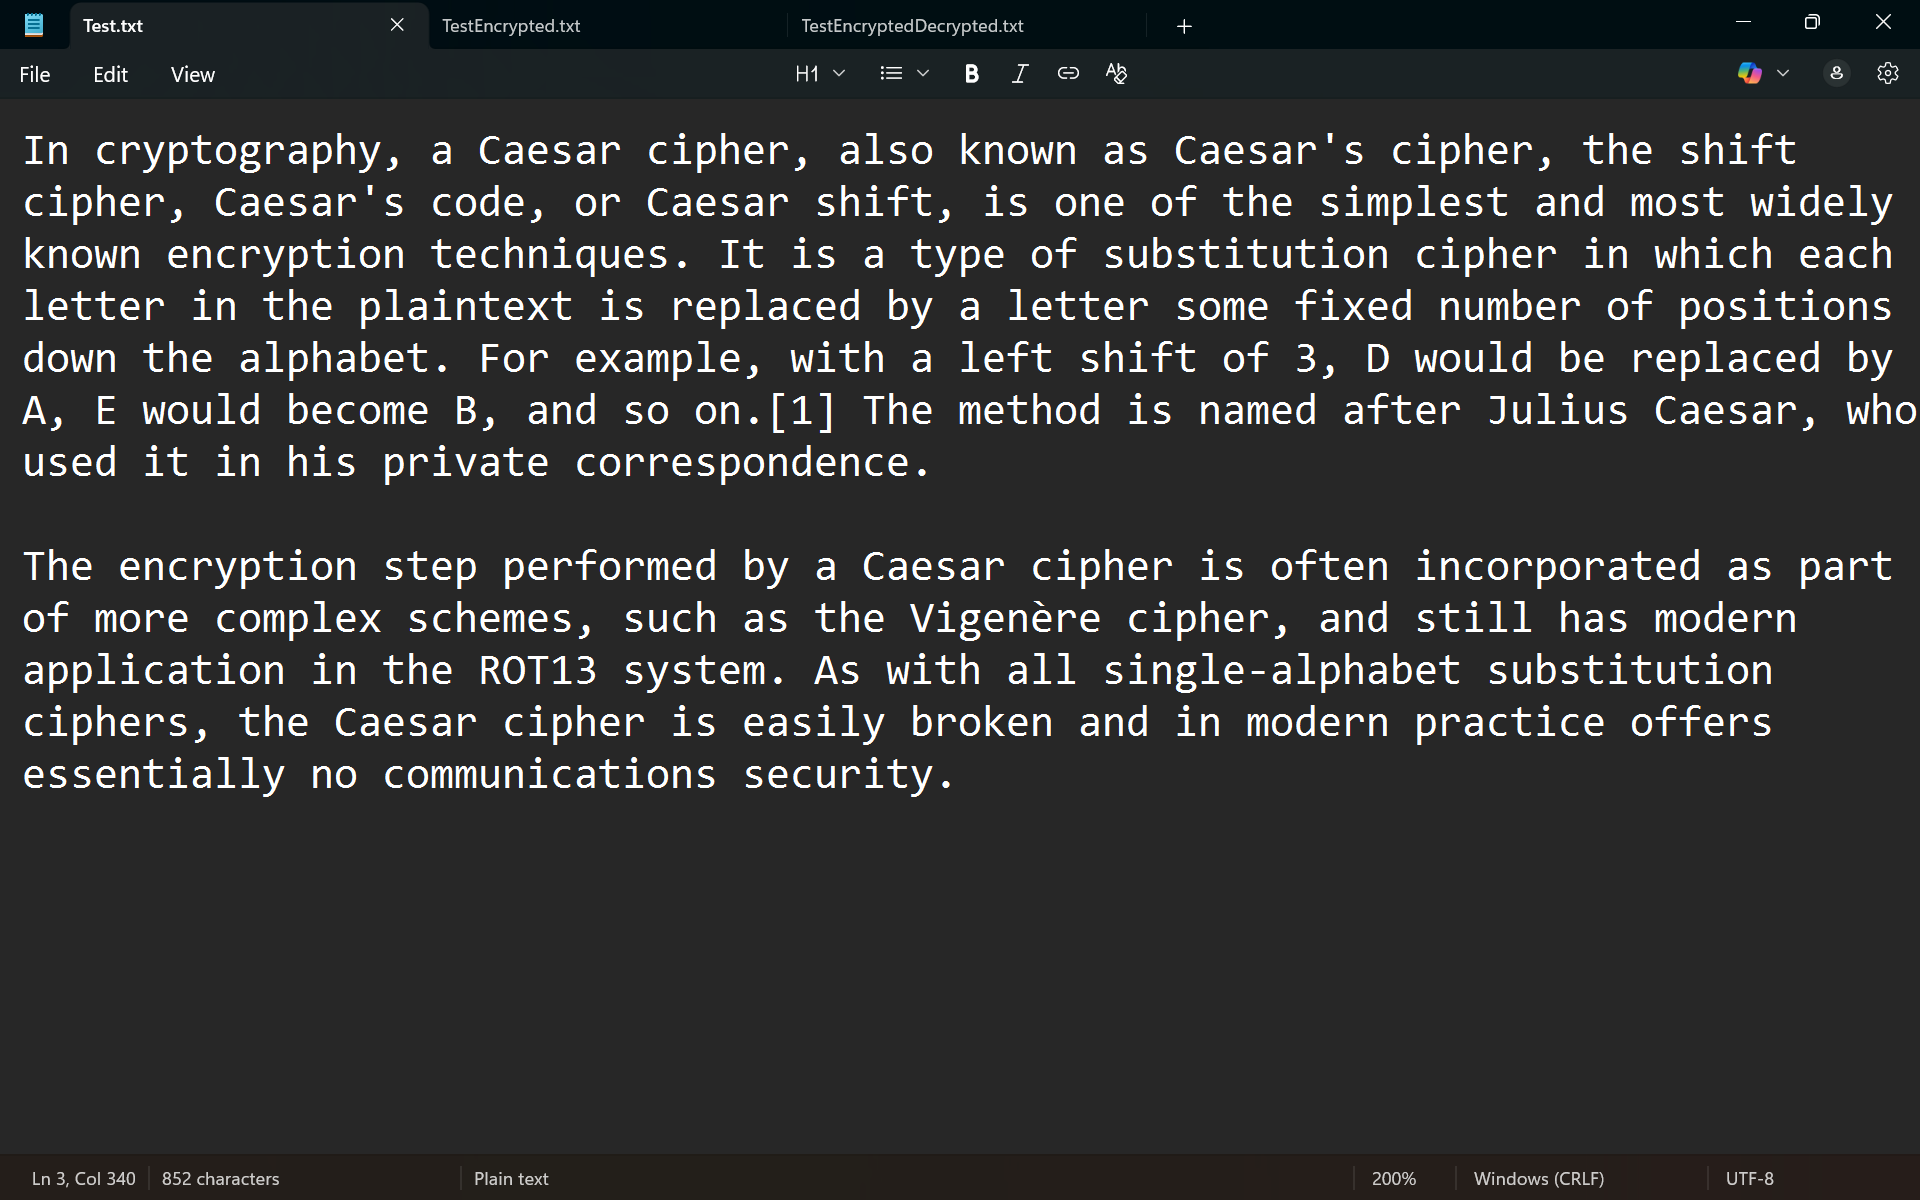 Test.txt
TestEncrypted.txt
TestEncryptedDecrypted.txt
File Edit View H1
In cryptography, a Caesar cipher, also known as Caesar's cipher, the shift
cipher, Caesar's code, or Caesar shift, is one of the simplest and most widely
known encryption techniques. It is a type of substitution cipher in which each
letter in the plaintext is replaced by a letter some fixed number of positions
down the alphabet. For example, with a left shift of 3, D would be replaced by
A, E would become B, and so on.[1] The method is named after Julius Caesar, who
used it in his private correspondence.
The encryption step performed by a Caesar cipher is often incorporated as part
of more complex schemes, such as the Vigenère cipher, and still has modern
application in the ROT13 system. As with all single-alphabet substitution
ciphers, the Caesar cipher is easily broken and in modern practice offers
essentially no communications security.
Ln 3, Col 340 852 characters Plain text 200% Windows (CRLF) UTF-8